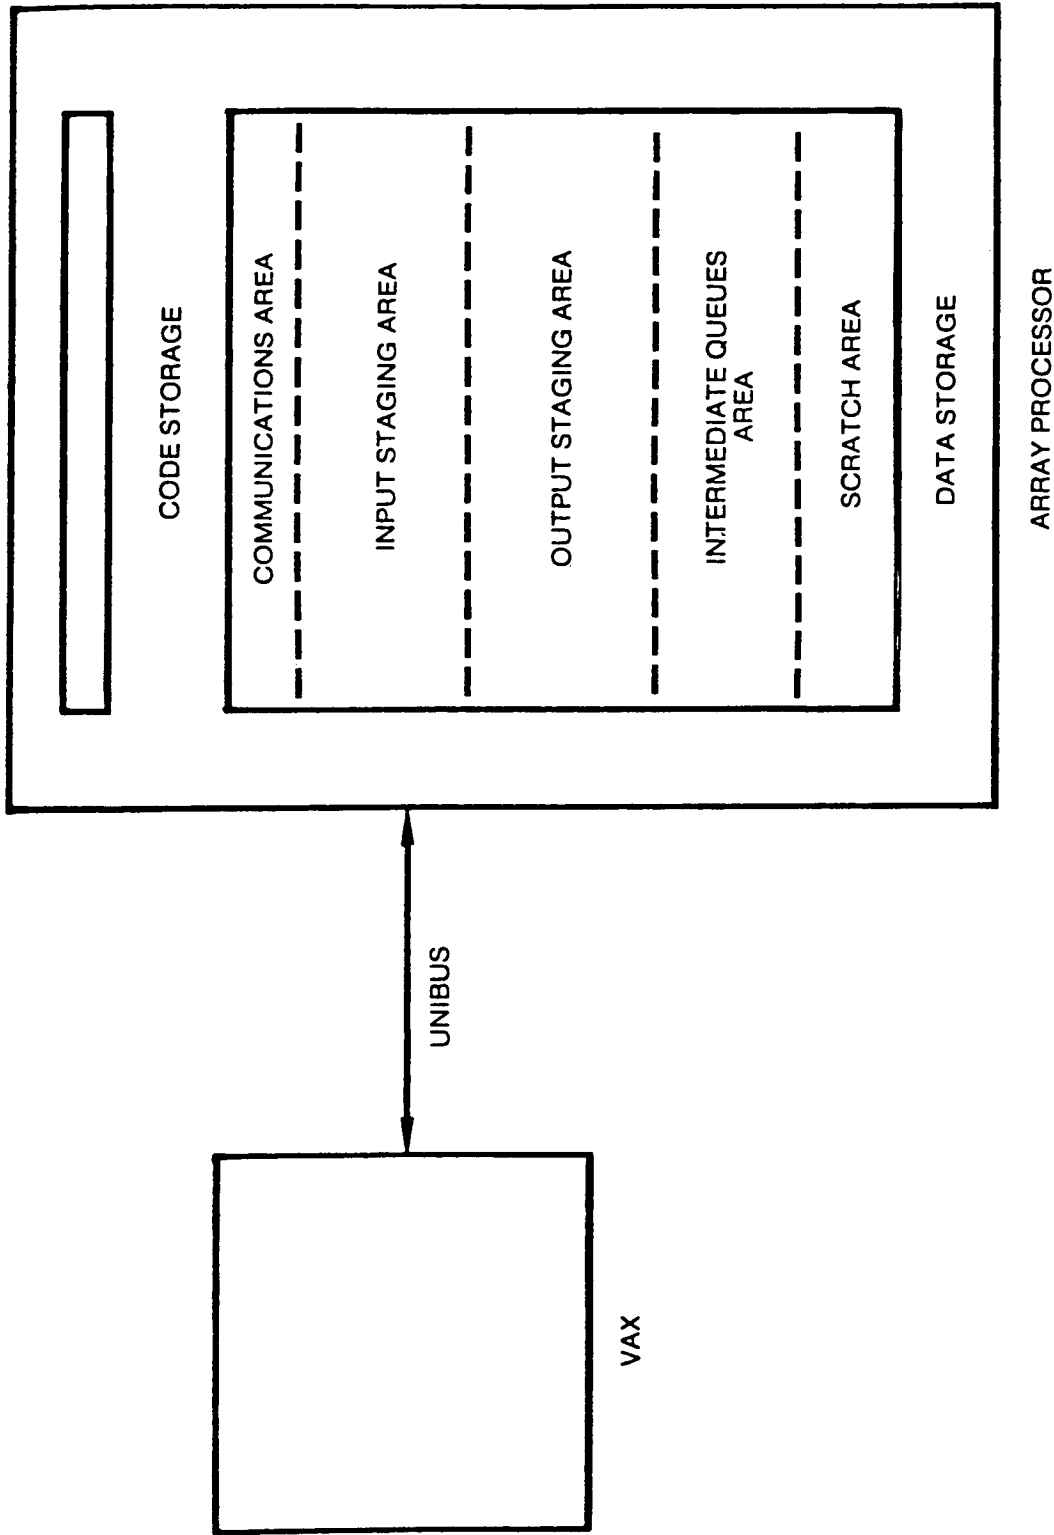 CODE STORAGE
COMMUNICATIONS AREA
INPUT STAGING AREA
OUTPUT STAGING AREA
INTERMEDIATE QUEUES
AREA
SCRATCH AREA
DATA STORAGE
ARRAY PROCESSOR
UNIBUS
VAX